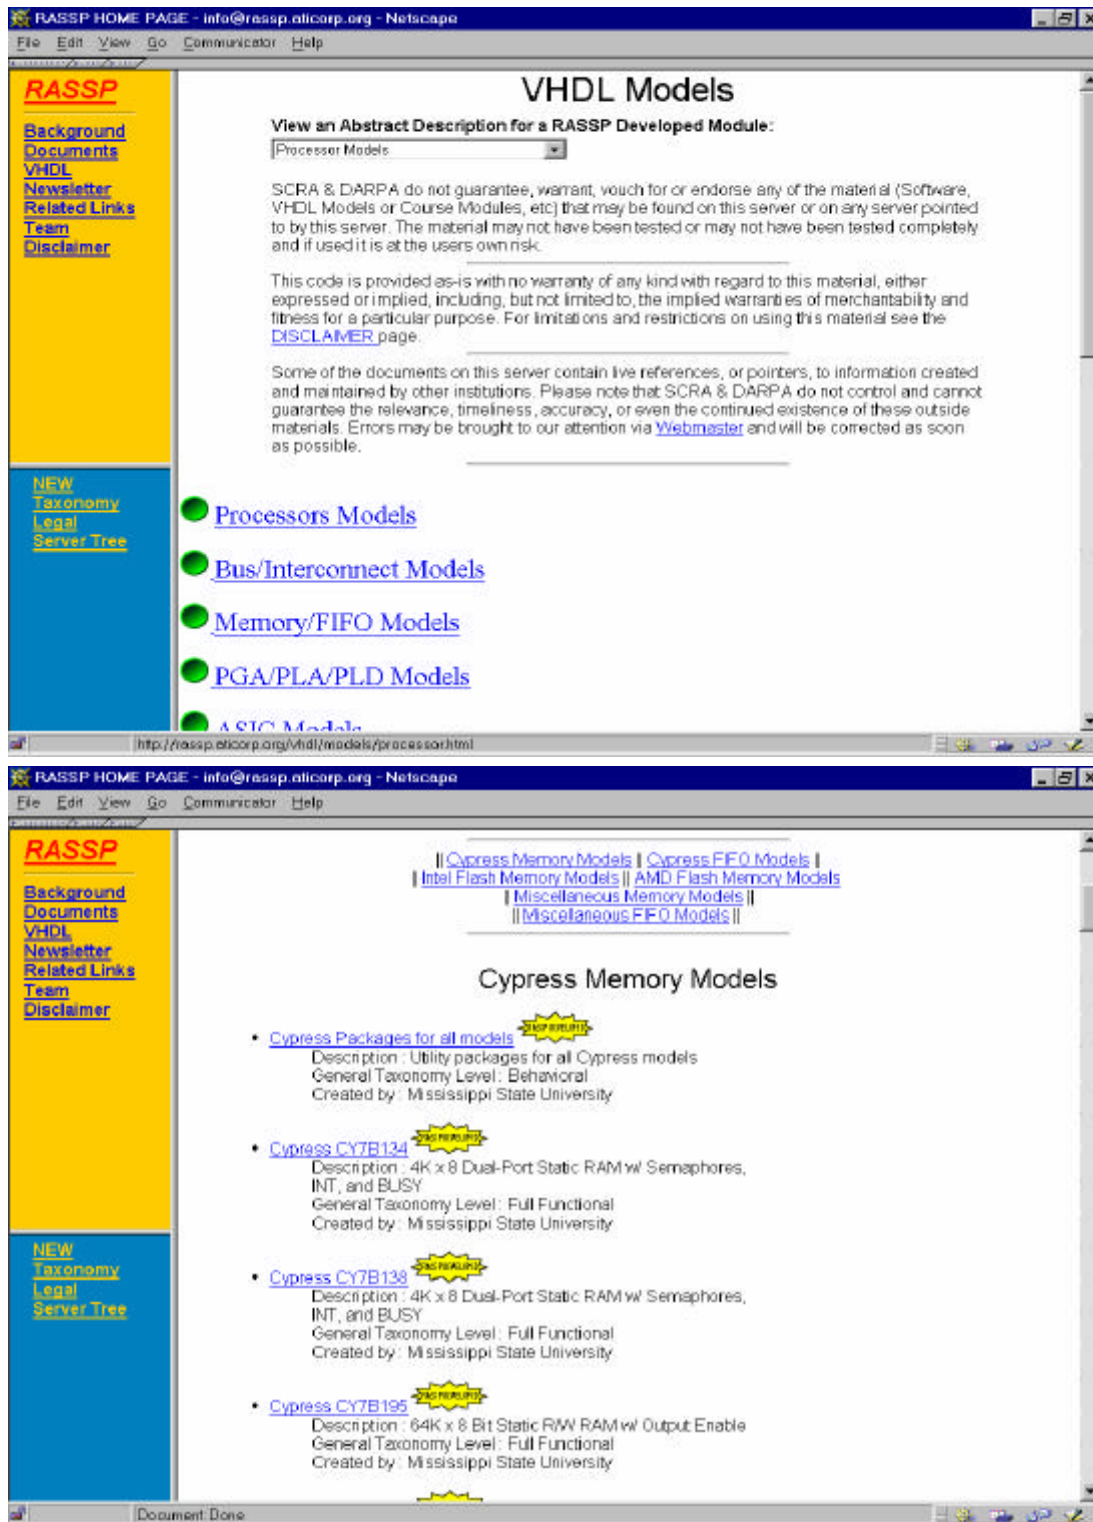 RASSP HOME PAGE - info@rassp.aticorp.org - Netscape
File Edit View Go Communicator Help
RASSP
Background
Documents
VHDL
Newsletter
Related Links
Team
Disclaimer
NEW
Taxonomy
Legal
Server Tree
VHDL Models
View an Abstract Description for a RASSP Developed Module:
Processor Models
SCRA & DARPA do not guarantee, warrant, vouch for or endorse any of the material (Software,
VHDL Models or Course Modules, etc) that may be found on this server or on any server pointed
to by this server. The material may not have been tested or may not have been tested completely
and if used it is at the users own risk.
This code is provided as-is with no warranty of any kind with regard to this material, either
expressed or implied, including, but not limited to, the implied warranties of merchantability and
fitness for a particular purpose. For limitations and restrictions on using this material see the
DISCLAIMER page.
Some of the documents on this server contain live references, or pointers, to information created
and maintained by other institutions. Please note that SCRA & DARPA do not control and cannot
guarantee the relevance, timeliness, accuracy, or even the continued existence of these outside
materials. Errors may be brought to our attention via Webmaster and will be corrected as soon
as possible.
Processors Models
Bus/Interconnect Models
Memory/FIFO Models
PGA/PLA/PLD Models
ASIC Models
http://rassp.aticorp.org/vhdl/models/processor.html
RASSP HOME PAGE - info@rassp.aticorp.org - Netscape
File Edit View Go Communicator Help
RASSP
Background
Documents
VHDL
Newsletter
Related Links
Team
Disclaimer
NEW
Taxonomy
Legal
Server Tree
|| Cypress Memory Models | Cypress FIFO Models |
| Intel Flash Memory Models || AMD Flash Memory Models
| Miscellaneous Memory Models ||
|| Miscellaneous FIFO Models ||
Cypress Memory Models
• Cypress Packages for all models
Description : Utility packages for all Cypress models
General Taxonomy Level : Behavioral
Created by : Mississippi State University
• Cypress CY7B134
Description : 4K x 8 Dual-Port Static RAM w/ Semaphores,
INT, and BUSY
General Taxonomy Level : Full Functional
Created by : Mississippi State University
• Cypress CY7B138
Description : 4K x 8 Dual-Port Static RAM w/ Semaphores,
INT, and BUSY
General Taxonomy Level : Full Functional
Created by : Mississippi State University
• Cypress CY7B195
Description : 64K x 8 Bit Static R/W RAM w/ Output Enable
General Taxonomy Level : Full Functional
Created by : Mississippi State University
Document: Done